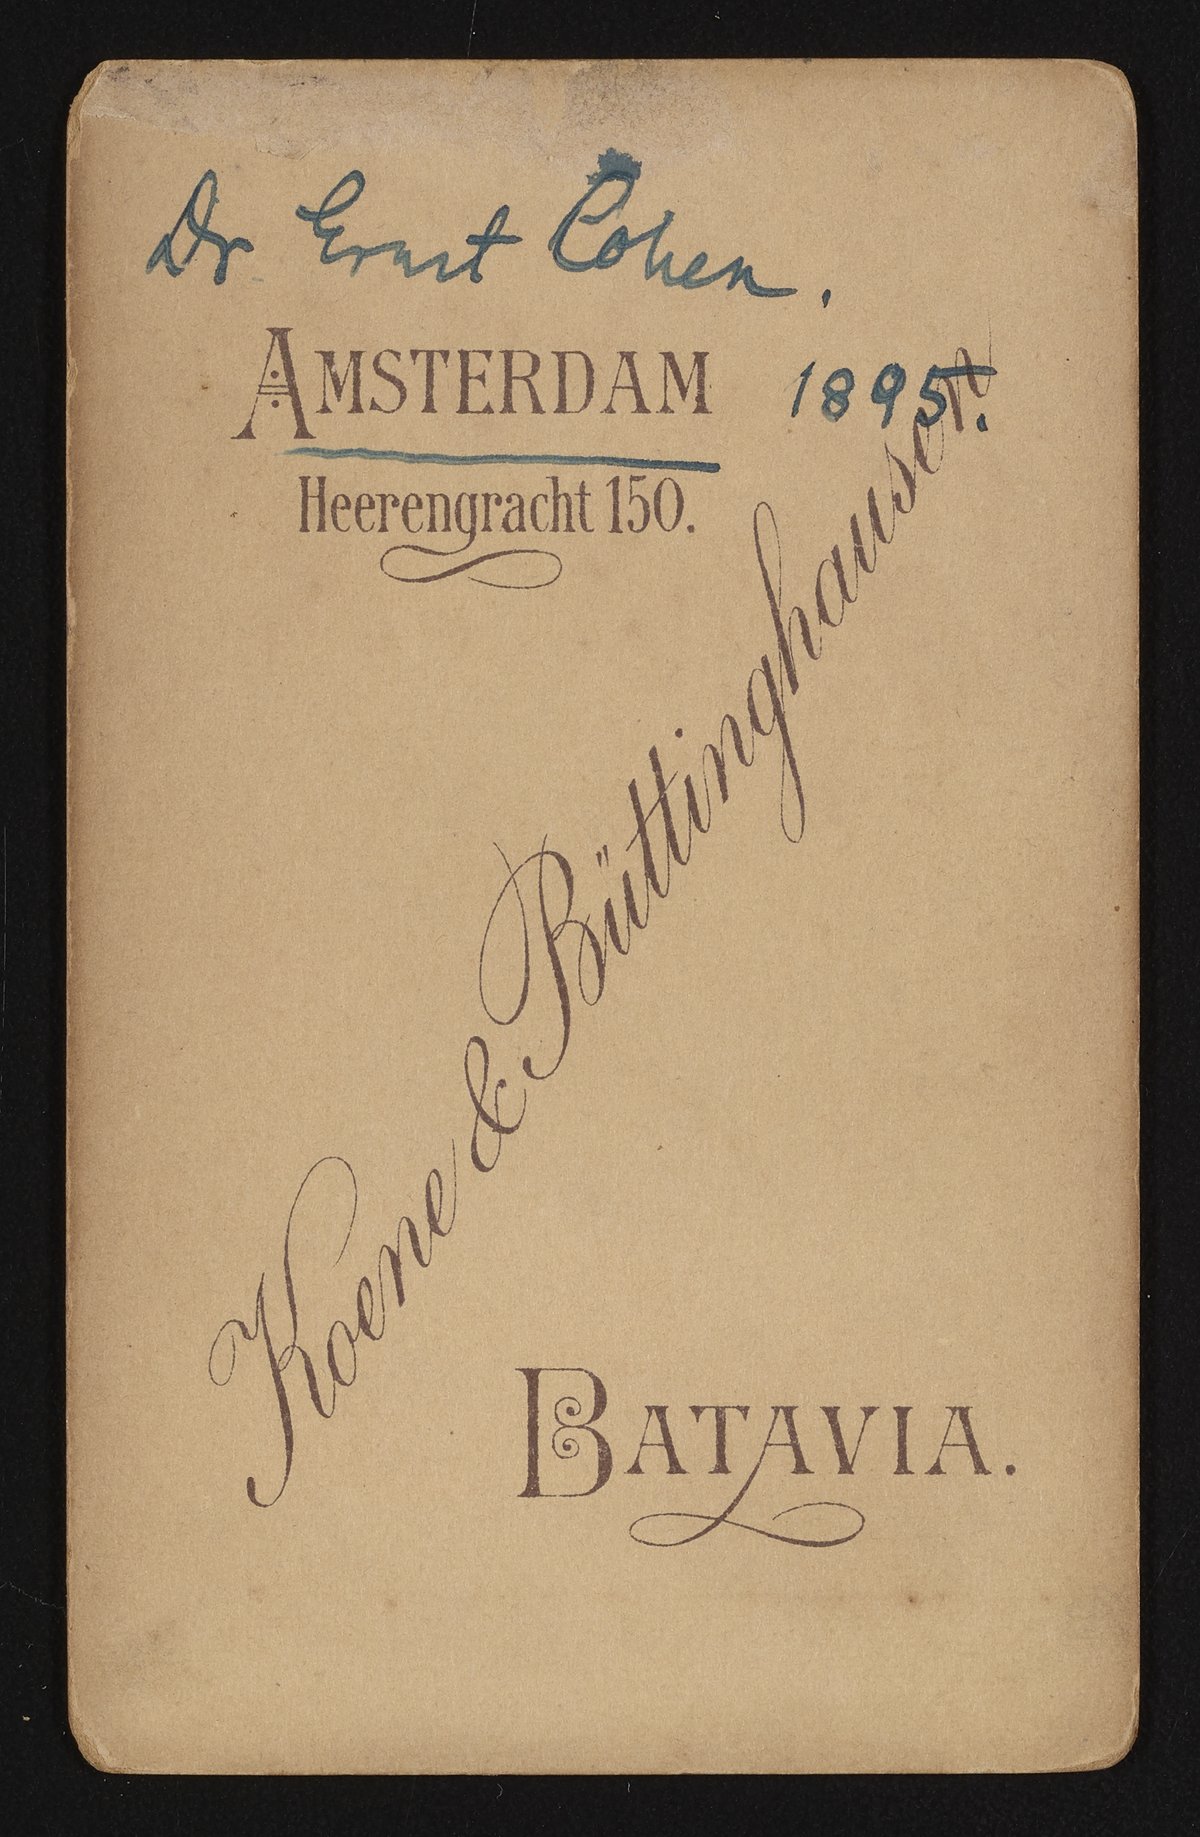 Dr Ernst Cohen.
AMSTERDAM 1895.
Heerengracht 150.
Koene & Büttinghausen
BATAVIA.